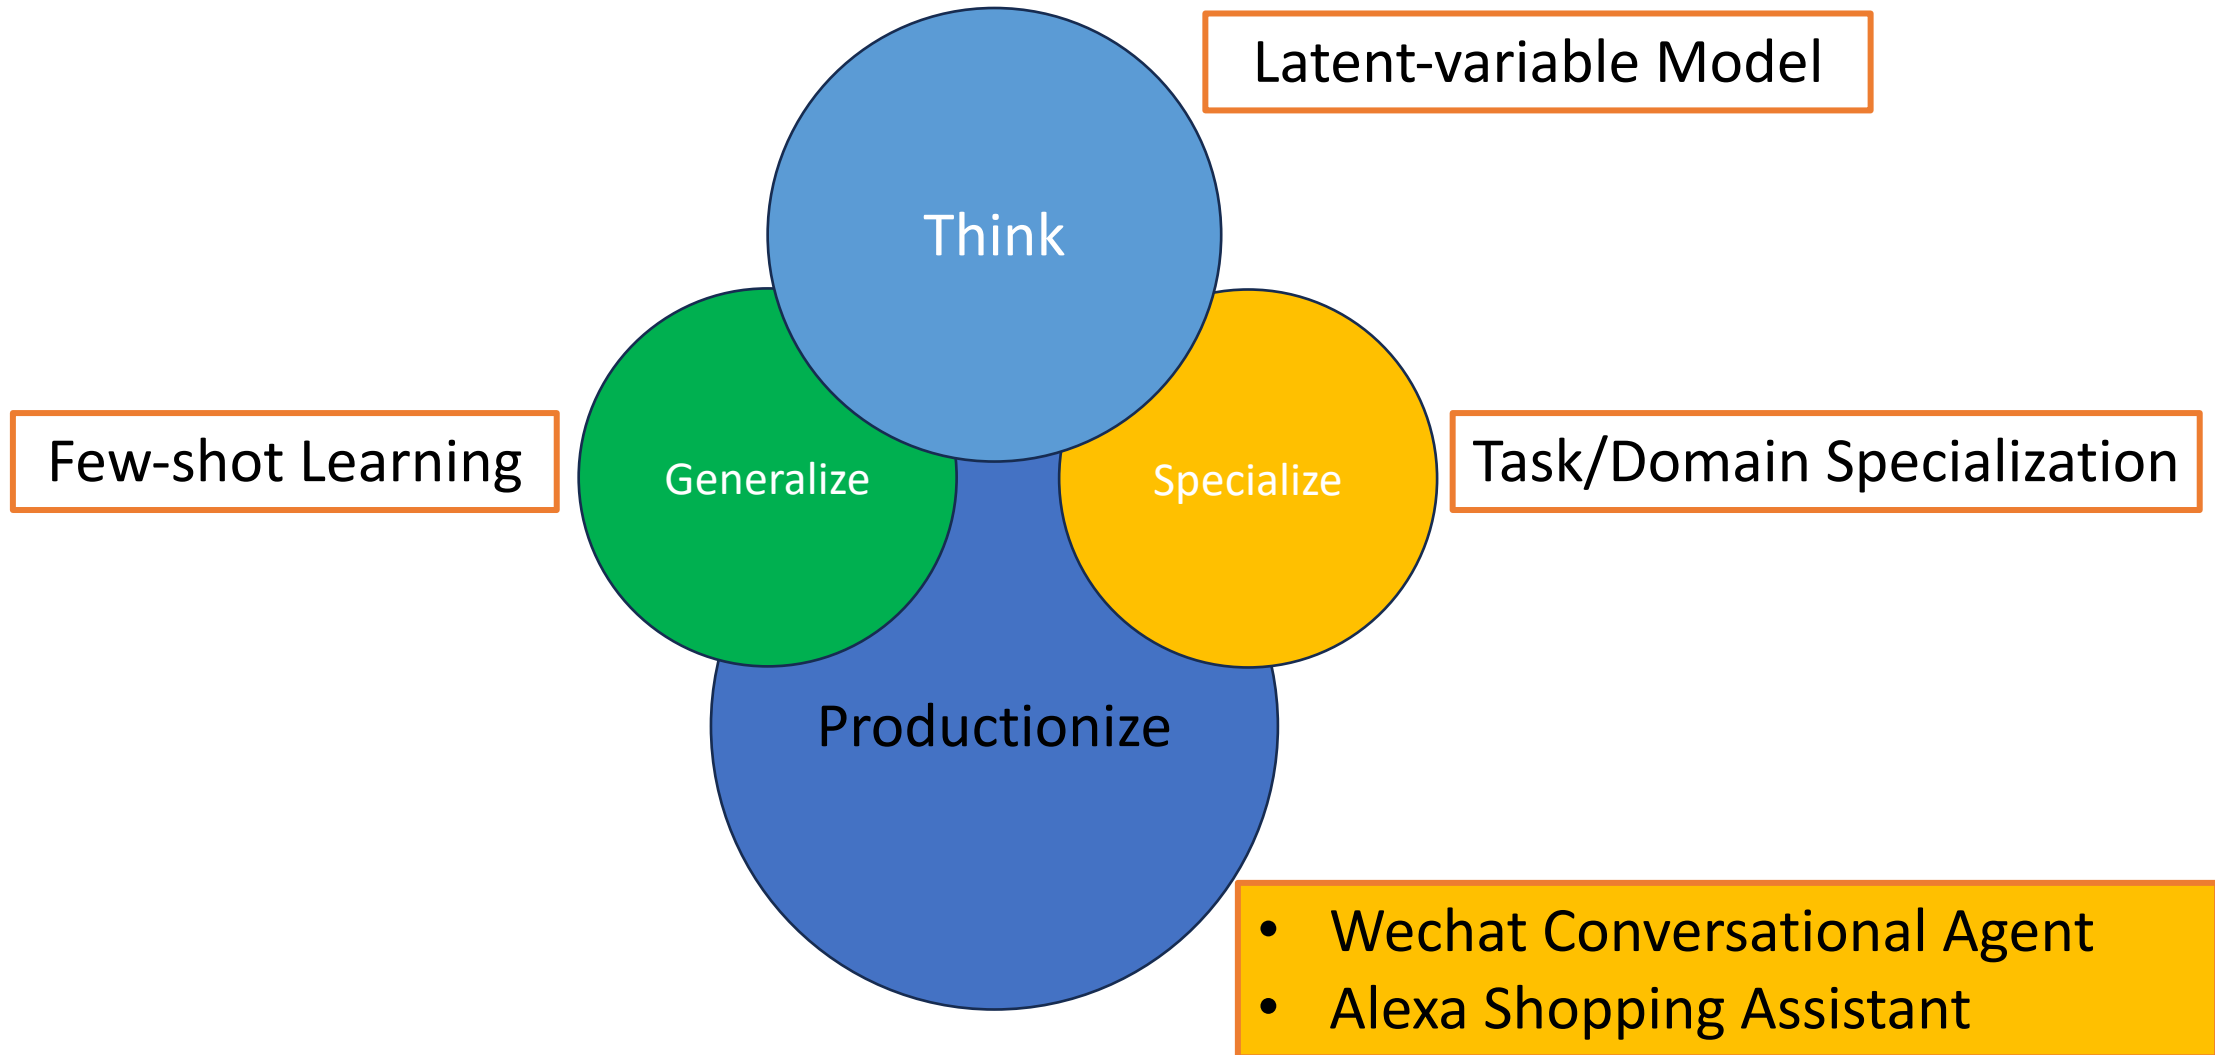 Latent-variable Model
Think
Few-shot Learning
Generalize
Specialize
Task/Domain Specialization
Productionize
• Wechat Conversational Agent
• Alexa Shopping Assistant